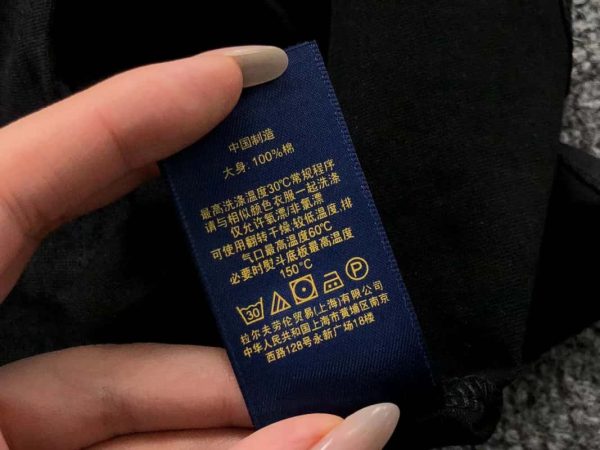 中国制造
大身: 100%棉
最高洗涤温度30℃常规程序
请与相似颜色衣服一起洗涤
仅允许氧漂/非氯漂
可使用翻转干燥:较低温度, 排
气口最高温度60℃
必要时熨斗底板最高温度
150℃
30
拉尔夫劳伦贸易(上海)有限公司
中华人民共和国上海市黄埔区南京
西路128号永新广场18楼